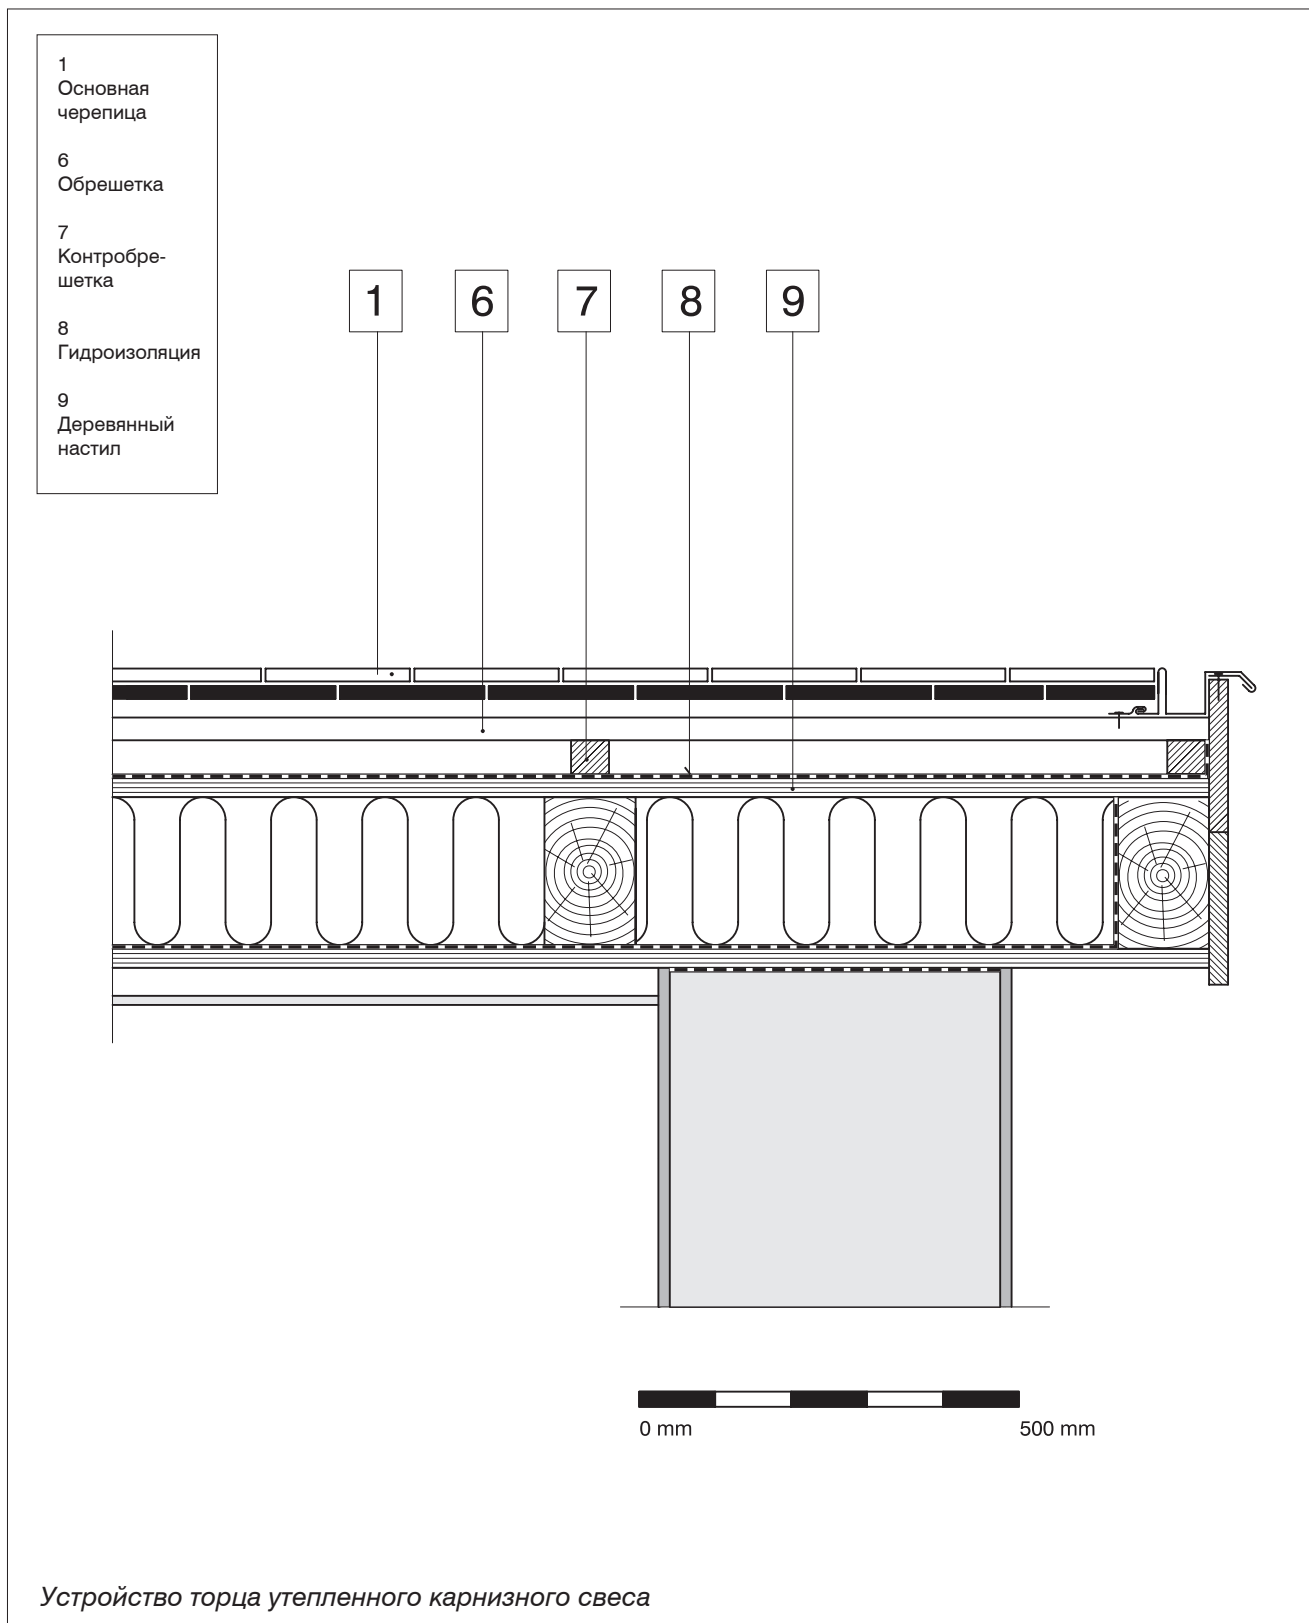 1
Основная
черепица
6
Обрешетка
7
Контробре-
шетка
8
Гидроизоляция
9
Деревянный
настил
1 6 7 8 9
0 mm 500 mm
Устройство торца утепленного карнизного свеса